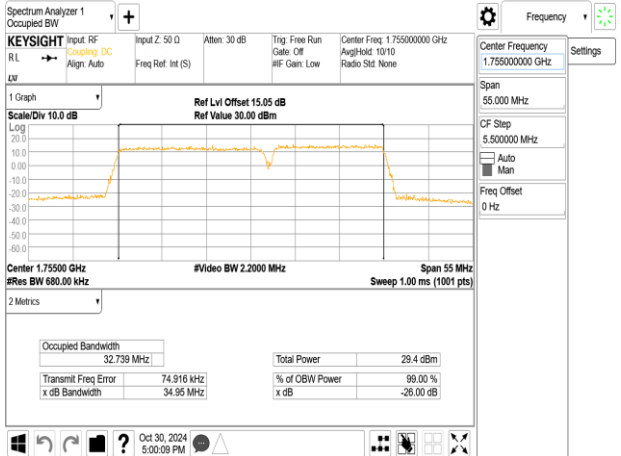 Spectrum Analyzer 1
Occupied BW
Frequency
KEYSIGHT
RL
LXI
Input: RF
Coupling: DC
Align: Auto
Input Z: 50 Ω
Freq Ref: Int (S)
Atten: 30 dB
Trig: Free Run
Gate: Off
#IF Gain: Low
Center Freq: 1.755000000 GHz
Avg|Hold: 10/10
Radio Std: None
Center Frequency
1.755000000 GHz
Settings
Span
55.000 MHz
CF Step
5.500000 MHz
Auto
Man
Freq Offset
0 Hz
1 Graph
Scale/Div 10.0 dB
Ref Lvl Offset 15.05 dB
Ref Value 30.00 dBm
Log
20.0
10.0
0.00
-10.0
-20.0
-30.0
-40.0
-50.0
-60.0
Center 1.75500 GHz
#Res BW 680.00 kHz
#Video BW 2.2000 MHz
Span 55 MHz
Sweep 1.00 ms (1001 pts)
2 Metrics
Occupied Bandwidth
32.739 MHz
Total Power 29.4 dBm
Transmit Freq Error 74.916 kHz
% of OBW Power 99.00 %
x dB Bandwidth 34.95 MHz
x dB -26.00 dB
?
Oct 30, 2024
5:00:09 PM